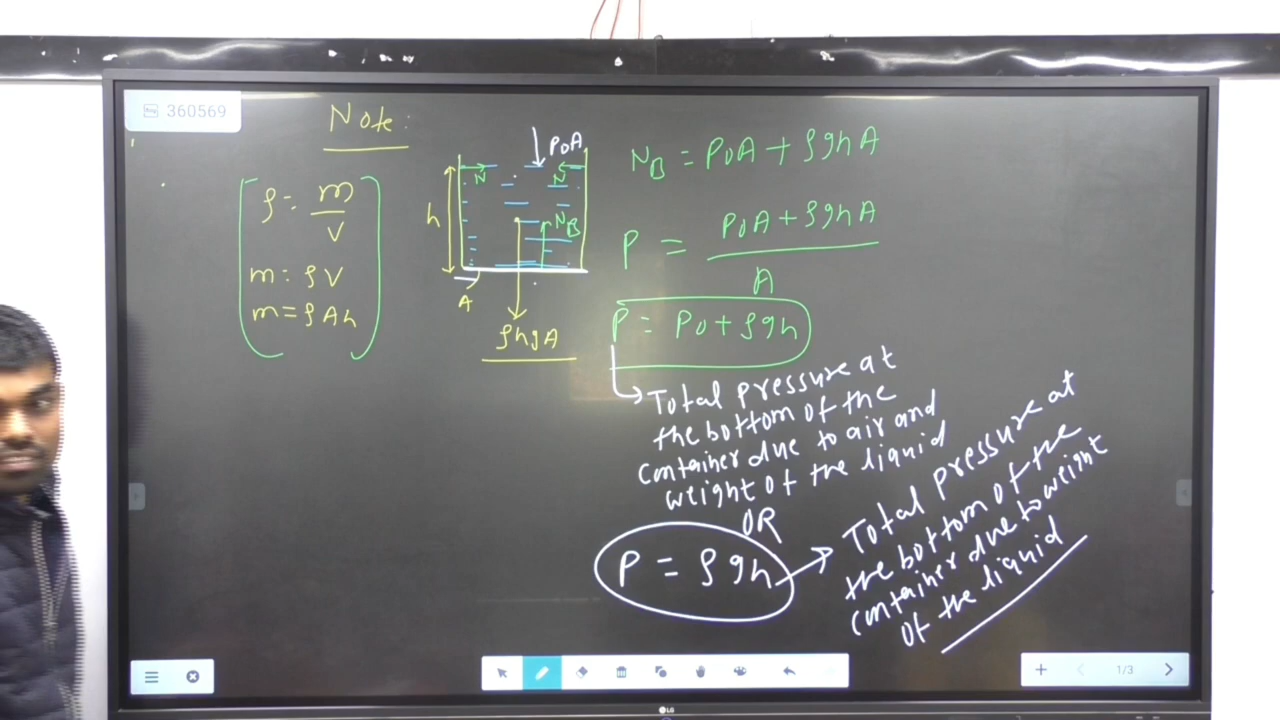 360569
Note:
ρ = m/V
m = ρV
m = ρAh
P₀A
N
N
N_B
h
A
ρhgA
N_B = P₀A + ρghA
P = P₀A + ρghA / A
P = P₀ + ρgh
Total pressure at
the bottom of the
container due to air and
weight of the liquid
OR
P = ρgh
Total pressure at
the bottom of the
container due to weight
of the liquid
1/3
LG